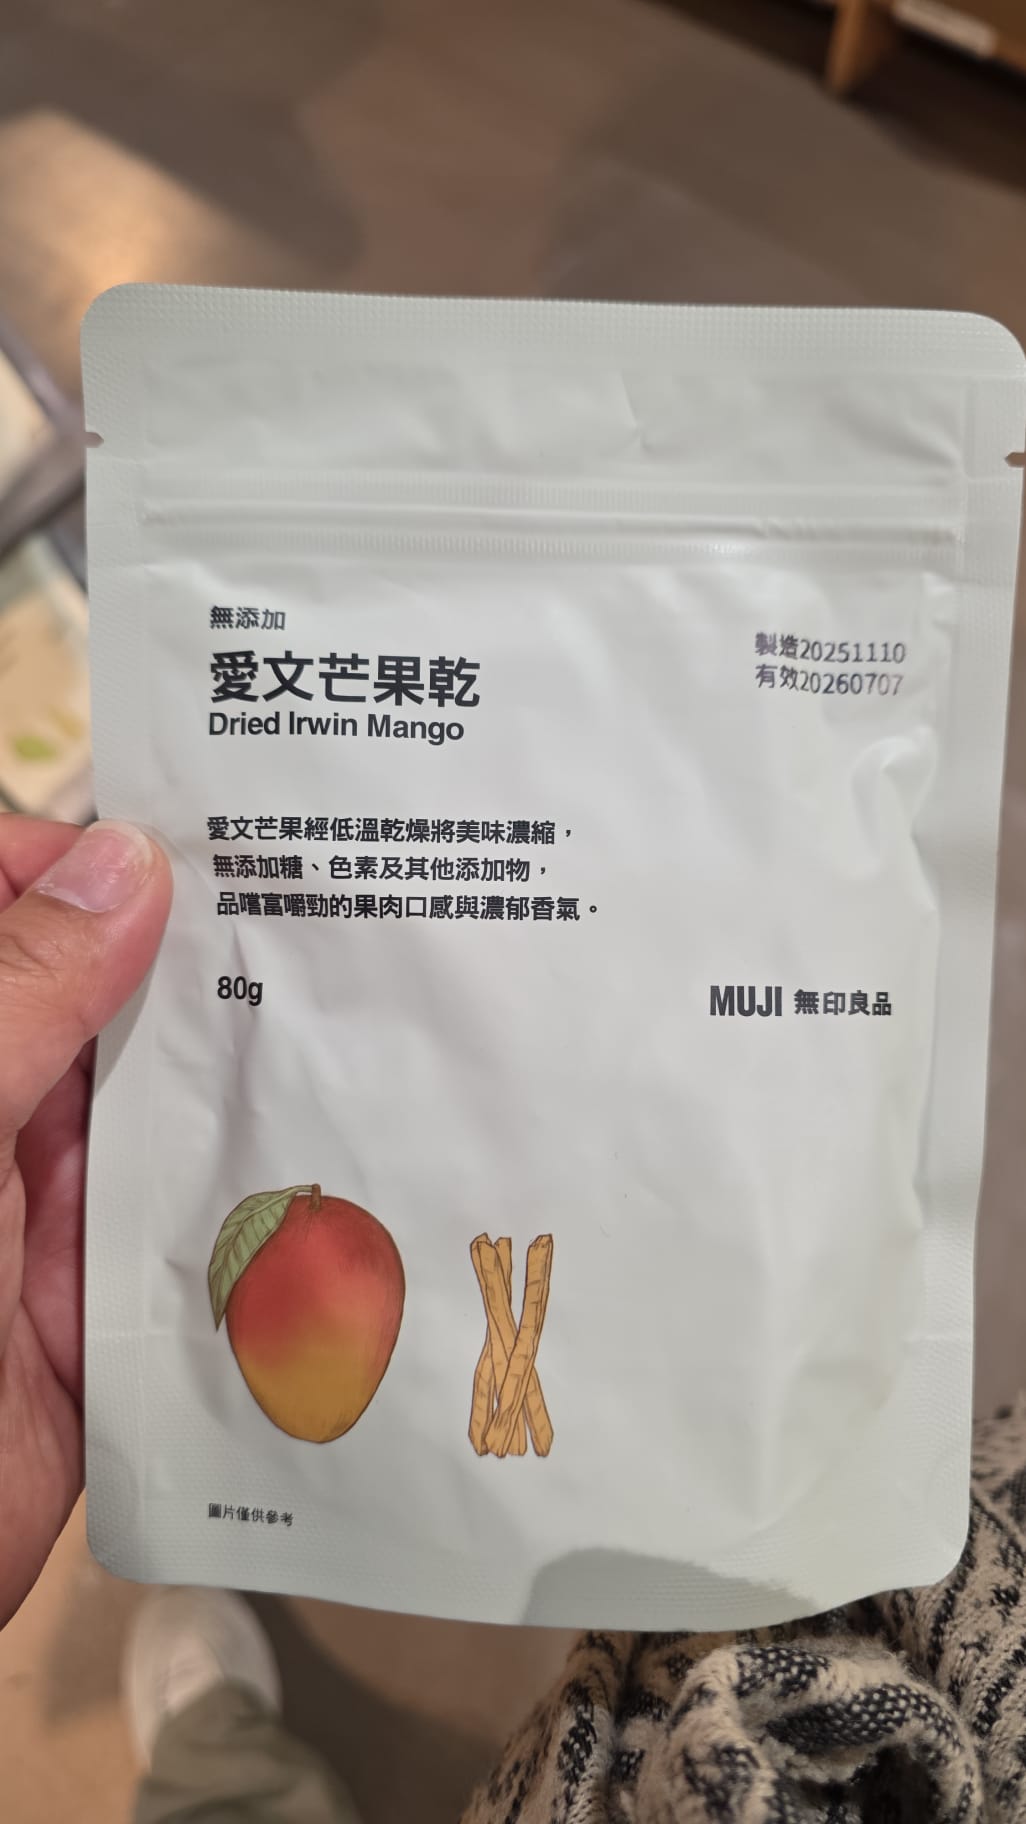 無添加
愛文芒果乾
Dried Irwin Mango
製造20251110
有效20260707
愛文芒果經低溫乾燥將美味濃縮，
無添加糖、色素及其他添加物，
品嚐富嚼勁的果肉口感與濃郁香氣。
80g
MUJI 無印良品
圖片僅供參考